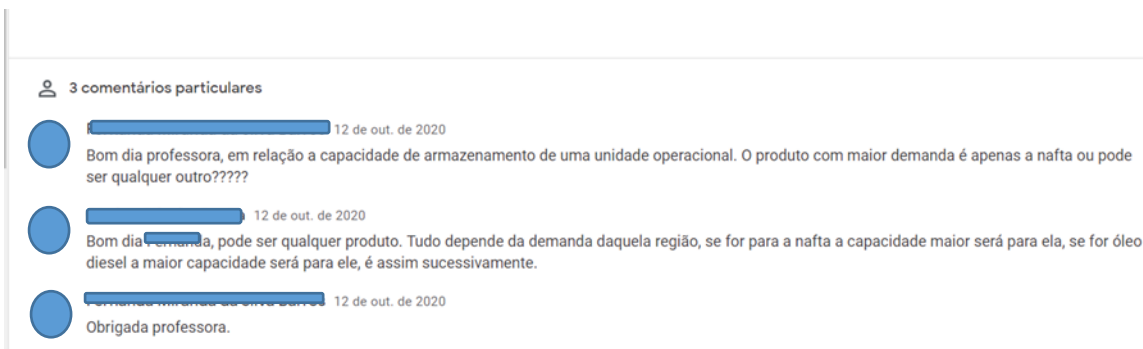 3 comentários particulares
12 de out. de 2020
Bom dia professora, em relação a capacidade de armazenamento de uma unidade operacional. O produto com maior demanda é apenas a nafta ou pode
ser qualquer outro?????
12 de out. de 2020
Bom dia a, pode ser qualquer produto. Tudo depende da demanda daquela região, se for para a nafta a capacidade maior será para ela, se for óleo
diesel a maior capacidade será para ele, é assim sucessivamente.
12 de out. de 2020
Obrigada professora.